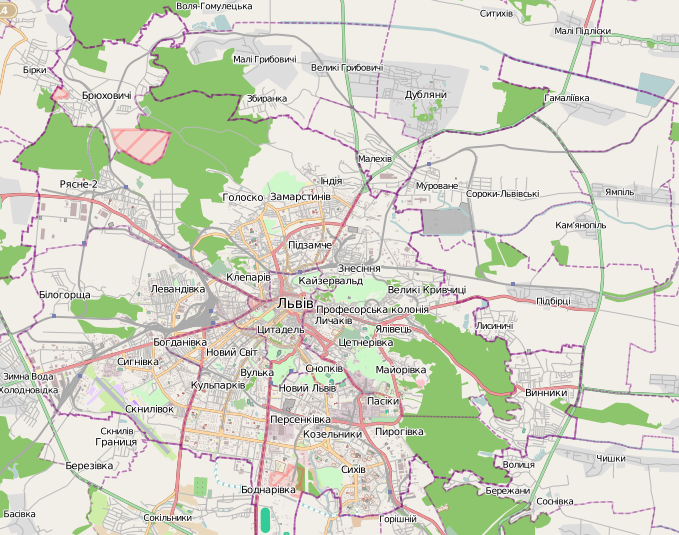 Воля-Гомулецька
Ситихів
4
Малі Підліски
Малі Грибовичі
Великі Грибовичі
Бірки
Брюховичі
Збиранка
Дубляни
Гамаліївка
Малехів
Рясне-2
Індія
Муроване
Голоско
Замарстинів
Сороки-Львівські
Ямпіль
Кам'янопіль
Підзамче
Знесіння
Клепарів
Кайзервальд
Левандівка
Великі Кривчиці
Білогорща
Львів
Підбірці
Професорська колонія
Личаків
Лисиничі
Цитадель
Ялівець
Богданівка
Цетнерівка
Новий Світ
Сигнівка
Снопків
Майорівка
Зимна Вода
Вулька
Кульпарків
Холодновідка
Новий Львів
Винники
Пасіки
Скнилівок
Персенківка
Скнилів
Козельники
Пирогівка
Границя
Чишки
Березівка
Сихів
Волиця
Боднарівка
Бережани
Соснівка
Басівка
Сокільники
Горішній